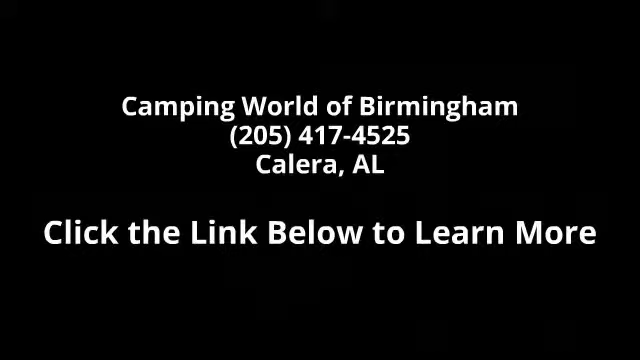 Camping World of Birmingham
(205) 417-4525
Calera, AL
Click the Link Below to Learn More